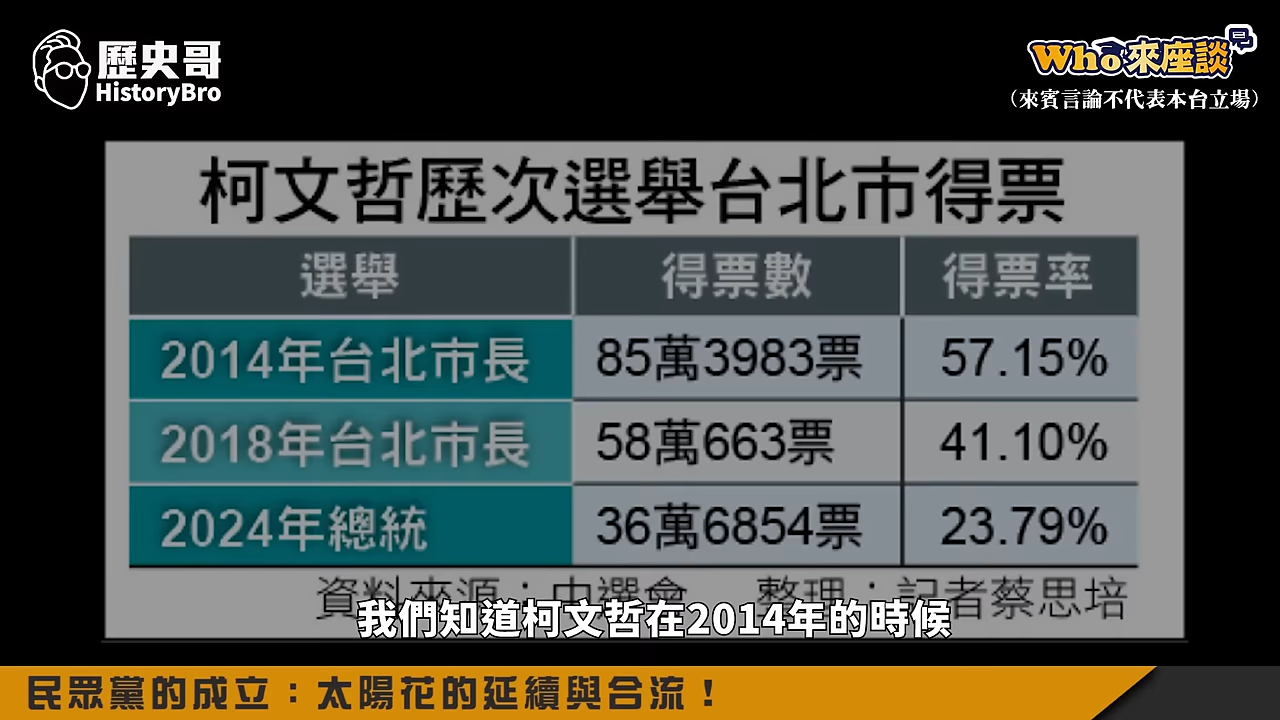 歷史哥
HistoryBro
Who來座談
（來賓言論不代表本台立場）
柯文哲歷次選舉台北市得票
選舉 得票數 得票率
2014年台北市長 85萬3983票 57.15%
2018年台北市長 58萬663票 41.10%
2024年總統 36萬6854票 23.79%
資料來源：中選會 整理：記者蔡思培
我們知道柯文哲在2014年的時候
民眾黨的成立：太陽花的延續與合流！